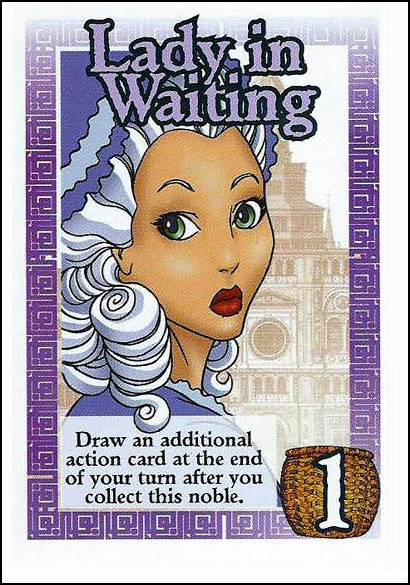 Lady in
Waiting
Draw an additional
action card at the end
of your turn after you
collect this noble.
1